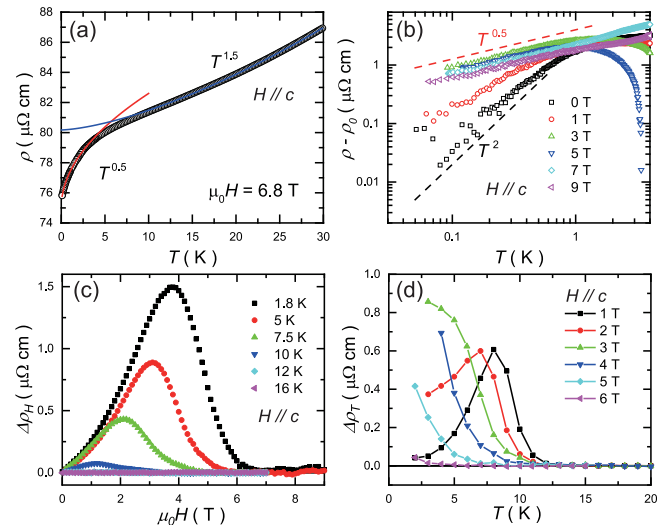 (a)
88
86
84
82
80
78
76
74
ρ ( μΩ cm )
T^1.5
H // c
T^0.5
μ₀H = 6.8 T
0 5 10 15 20 25 30
T ( K )
(b)
1
0.1
0.01
ρ - ρ₀ ( μΩ cm )
T^0.5
T^2
H // c
0 T
1 T
3 T
5 T
7 T
9 T
0.1 1
T ( K )
(c)
1.5
1.0
0.5
0.0
Δρ_T ( μΩ cm )
1.8 K
5 K
7.5 K
10 K
12 K
16 K
H // c
0 2 4 6 8
μ₀H ( T )
(d)
1.0
0.8
0.6
0.4
0.2
0.0
Δρ_T ( μΩ cm )
H // c
1 T
2 T
3 T
4 T
5 T
6 T
0 5 10 15 20
T ( K )